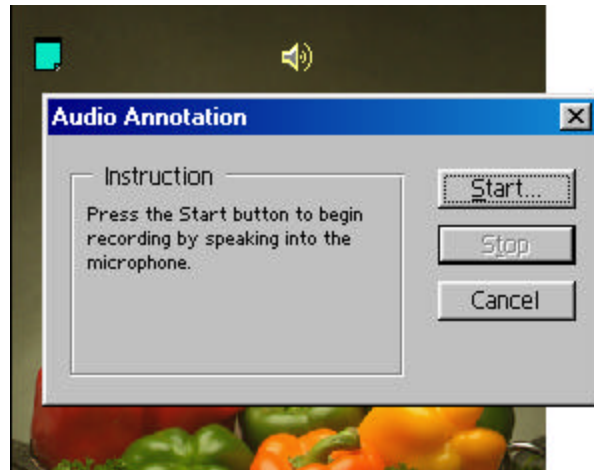 Audio Annotation
Instruction
Press the Start button to begin
recording by speaking into the
microphone.
Start...
Stop
Cancel